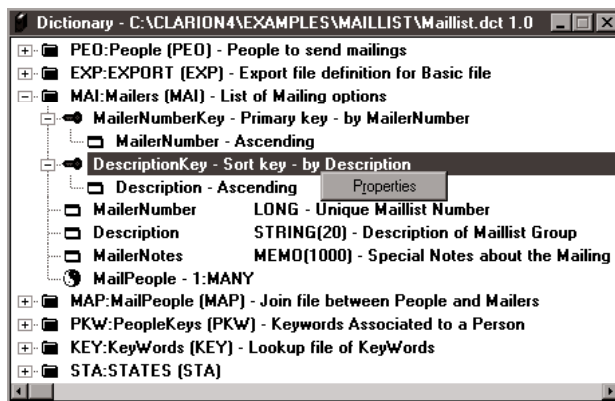 Dictionary - C:\CLARION4\EXAMPLES\MAILLIST\Maillist.dct 1.0
PEO:People (PEO) - People to send mailings
EXP:EXPORT (EXP) - Export file definition for Basic file
MAI:Mailers (MAI) - List of Mailing options
MailerNumberKey - Primary key - by MailerNumber
MailerNumber - Ascending
DescriptionKey - Sort key - by Description
Description - Ascending
Properties
MailerNumber LONG - Unique Maillist Number
Description STRING(20) - Description of Maillist Group
MailerNotes MEMO(1000) - Special Notes about the Mailing
MailPeople - 1:MANY
MAP:MailPeople (MAP) - Join file between People and Mailers
PKW:PeopleKeys (PKW) - Keywords Associated to a Person
KEY:KeyWords (KEY) - Lookup file of KeyWords
STA:STATES (STA)